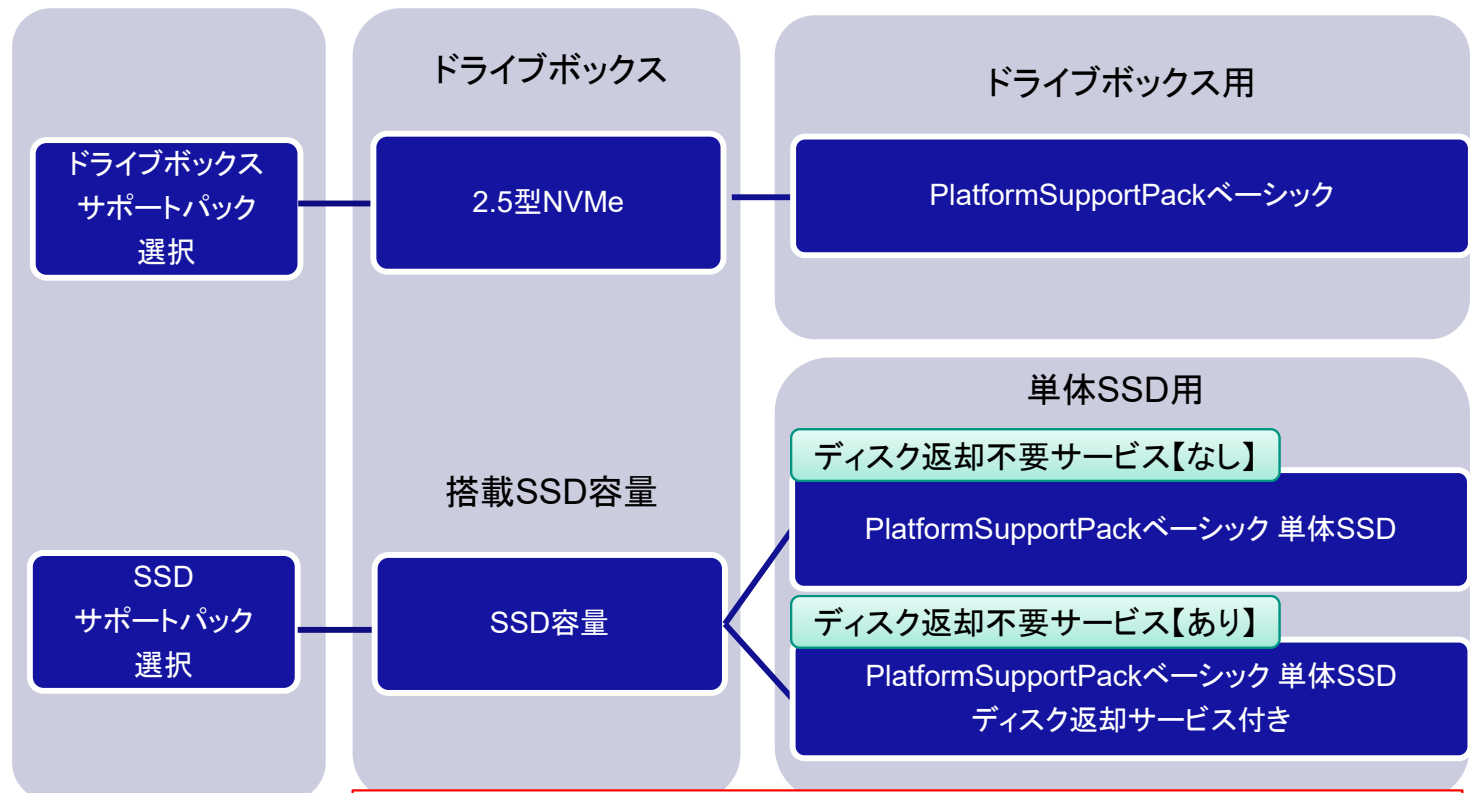 ドライブボックス
サポートパック
選択
ドライブボックス
2.5型NVMe
ドライブボックス用
PlatformSupportPackベーシック
SSD
サポートパック
選択
搭載SSD容量
SSD容量
単体SSD用
ディスク返却不要サービス【なし】
PlatformSupportPackベーシック 単体SSD
ディスク返却不要サービス【あり】
PlatformSupportPackベーシック 単体SSD
ディスク返却サービス付き